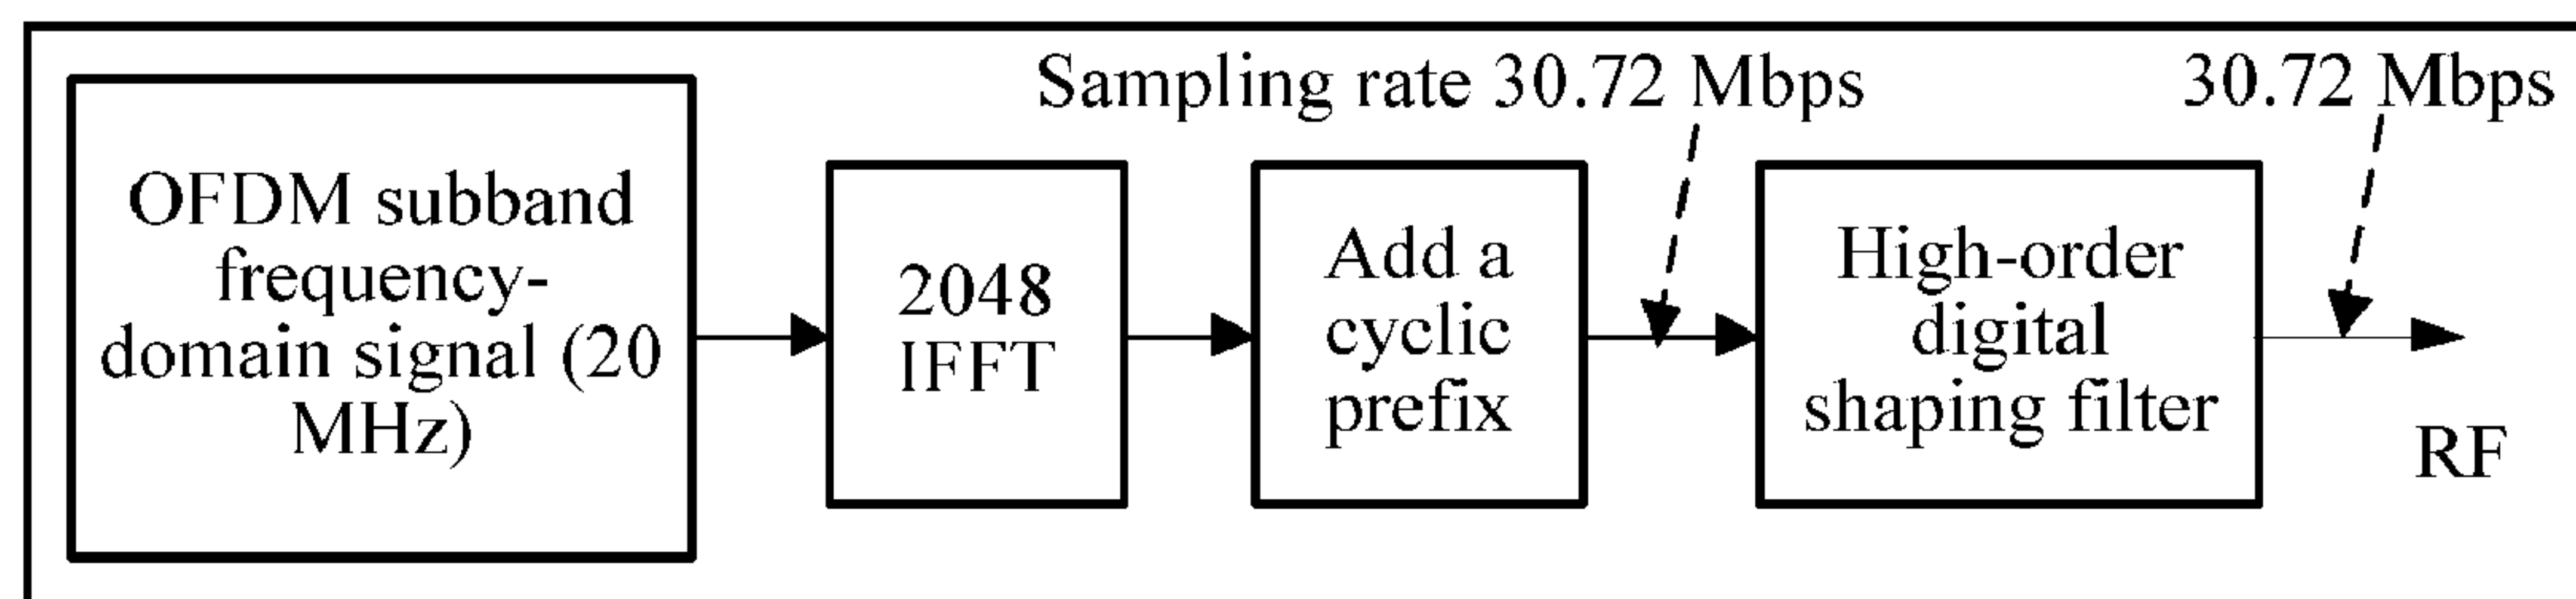 Sampling rate 30.72 Mbps
30.72 Mbps
OFDM subband
frequency-
domain signal (20
MHz)
2048
IFFT
Add a
cyclic
prefix
High-order
digital
shaping filter
RF